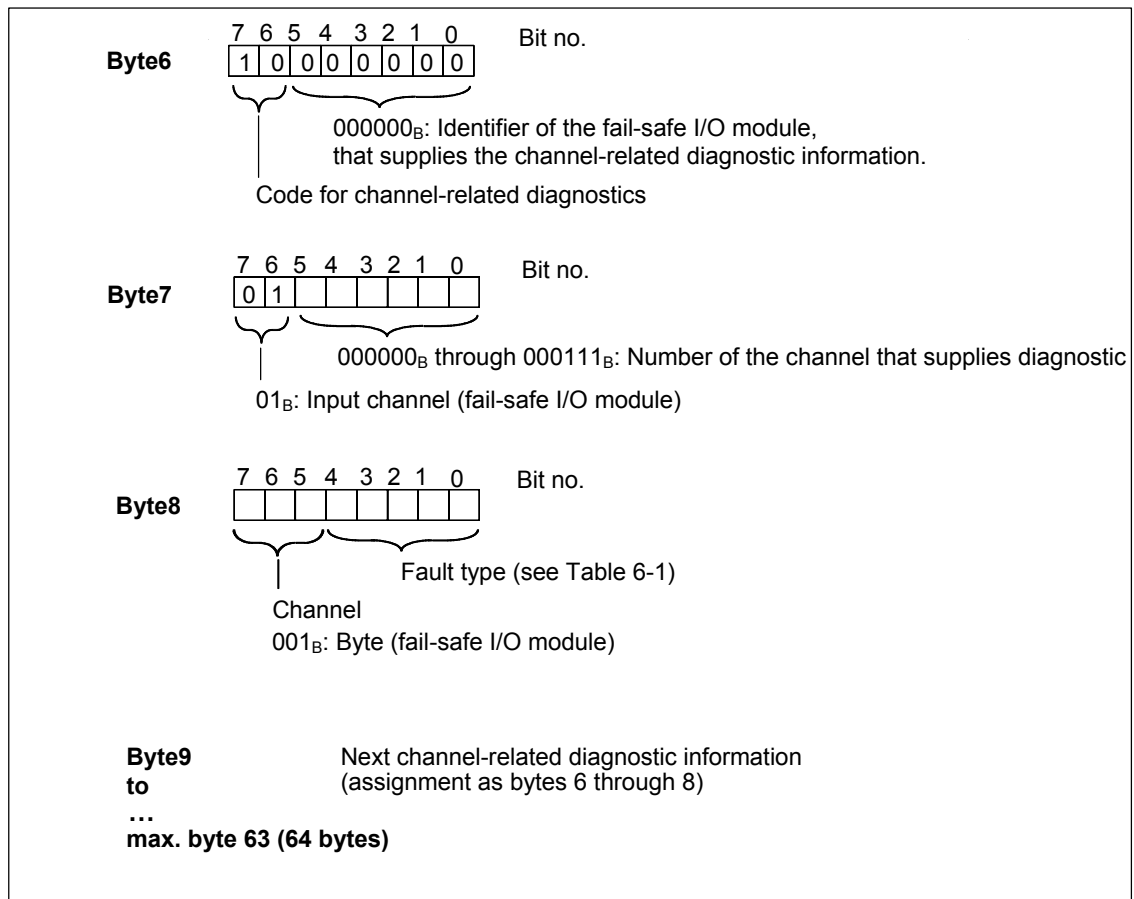 7 6 5 4 3 2 1 0 Bit no.
Byte6 1 0 0 0 0 0 0 0
000000B: Identifier of the fail-safe I/O module,
that supplies the channel-related diagnostic information.
Code for channel-related diagnostics
7 6 5 4 3 2 1 0 Bit no.
Byte7 0 1
000000B through 000111B: Number of the channel that supplies diagnostic
01B: Input channel (fail-safe I/O module)
7 6 5 4 3 2 1 0 Bit no.
Byte8
Fault type (see Table 6-1)
Channel
001B: Byte (fail-safe I/O module)
Byte9 Next channel-related diagnostic information
to (assignment as bytes 6 through 8)
...
max. byte 63 (64 bytes)